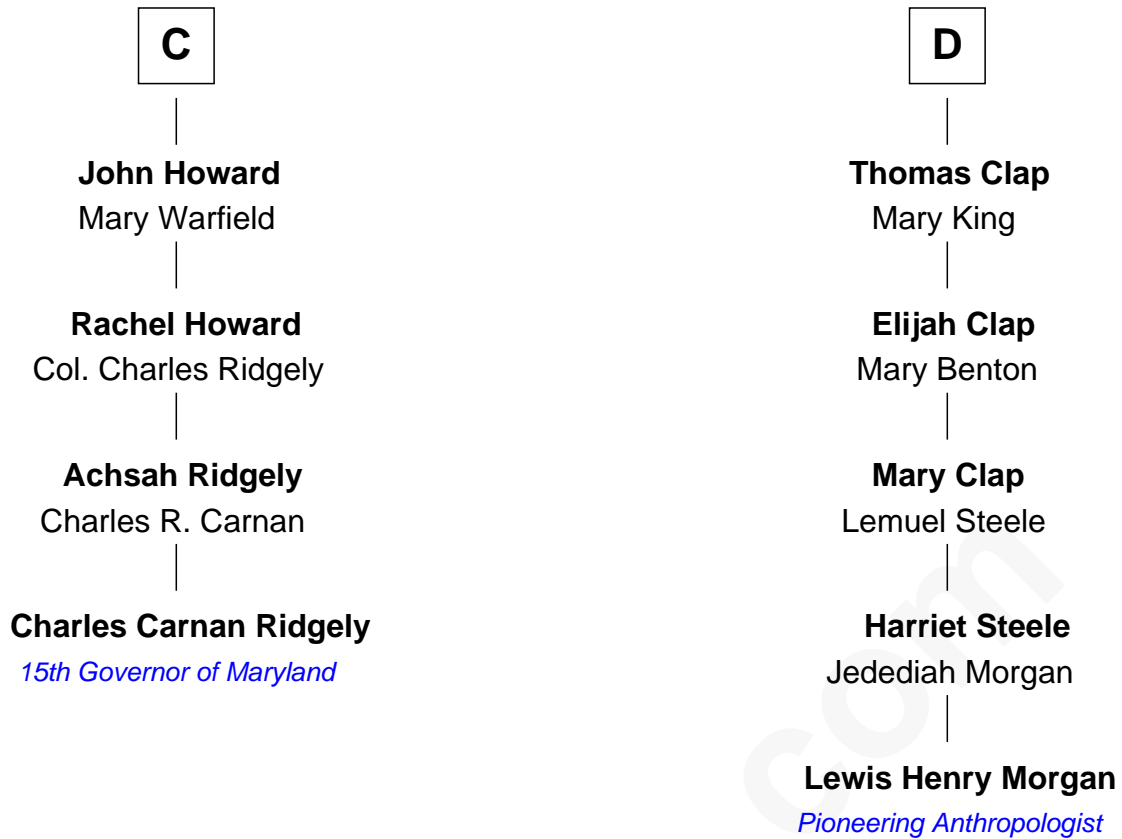 C
John Howard
Mary Warfield
Rachel Howard
Col. Charles Ridgely
Achsah Ridgely
Charles R. Carnan
Charles Carnan Ridgely
15th Governor of Maryland
D
Thomas Clap
Mary King
Elijah Clap
Mary Benton
Mary Clap
Lemuel Steele
Harriet Steele
Jedediah Morgan
Lewis Henry Morgan
Pioneering Anthropologist
com